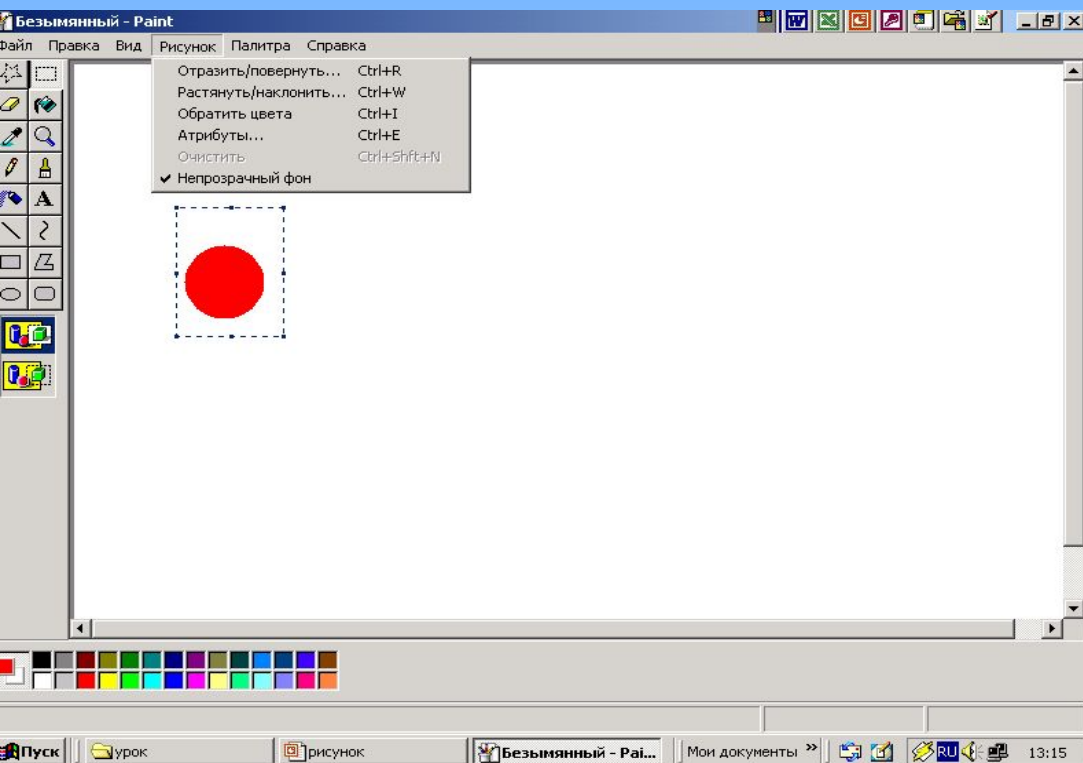 Безымянный - Paint
Файл Правка Вид Рисунок Палитра Справка
Отразить/повернуть... Ctrl+R
Растянуть/наклонить... Ctrl+W
Обратить цвета Ctrl+I
Атрибуты... Ctrl+E
Очистить Ctrl+Shft+N
Непрозрачный фон
A
Пуск урок рисунок Безымянный - Pai... Мои документы » RU 13:15